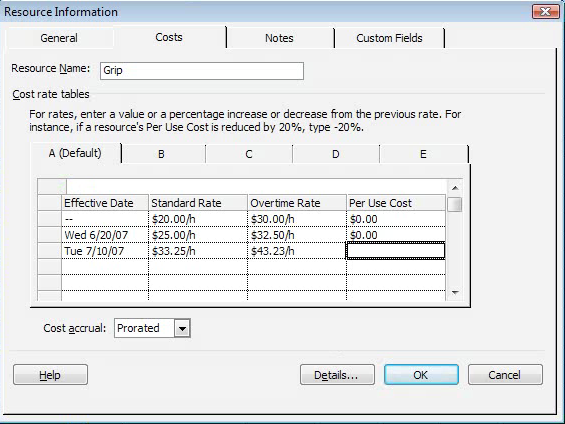 Resource Information
General Costs Notes Custom Fields
Resource Name: Grip
Cost rate tables
For rates, enter a value or a percentage increase or decrease from the previous rate. For
instance, if a resource's Per Use Cost is reduced by 20%, type -20%.
A (Default) B C D E
Effective Date Standard Rate Overtime Rate Per Use Cost
-- $20.00/h $30.00/h $0.00
Wed 6/20/07 $25.00/h $32.50/h $0.00
Tue 7/10/07 $33.25/h $43.23/h
Cost accrual: Prorated
Help Details... OK Cancel